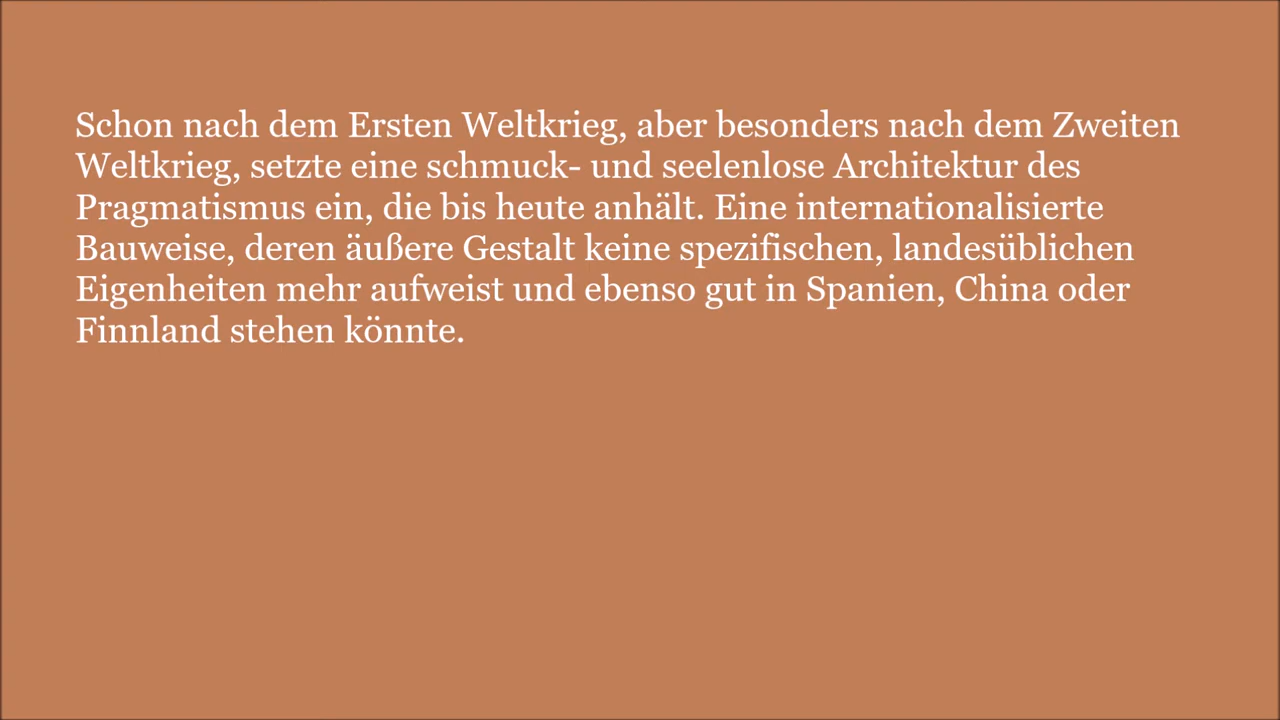 Schon nach dem Ersten Weltkrieg, aber besonders nach dem Zweiten
Weltkrieg, setzte eine schmuck- und seelenlose Architektur des
Pragmatismus ein, die bis heute anhält. Eine internationalisierte
Bauweise, deren äußere Gestalt keine spezifischen, landesüblichen
Eigenheiten mehr aufweist und ebenso gut in Spanien, China oder
Finnland stehen könnte.